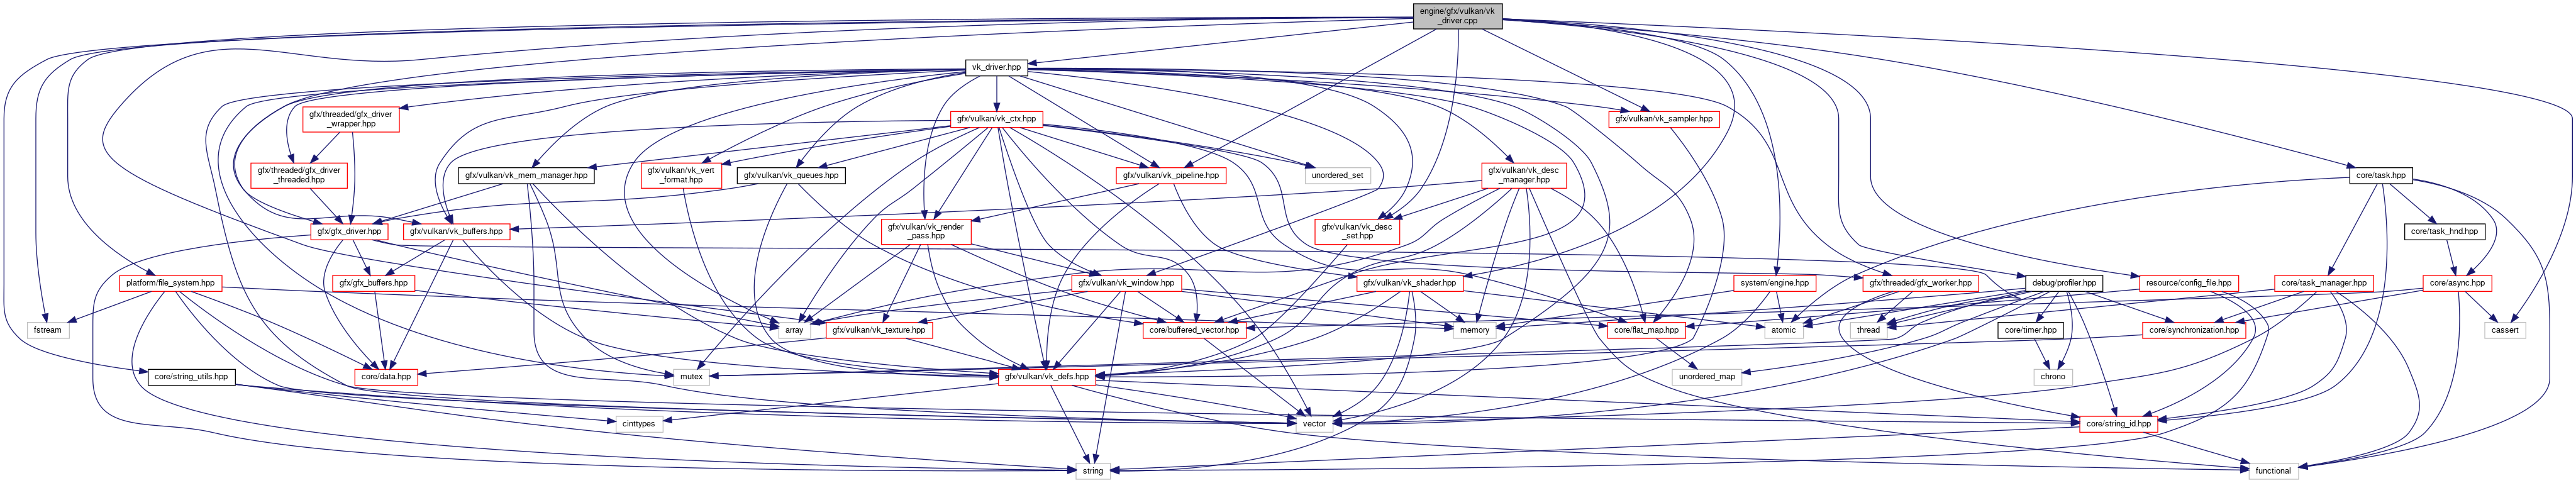 engine/gfx/vulkan/vk
_driver.cpp
vk_driver.hpp
gfx/threaded/gfx_driver
_wrapper.hpp
gfx/vulkan/vk_ctx.hpp
gfx/vulkan/vk_sampler.hpp
gfx/threaded/gfx_driver
_threaded.hpp
gfx/vulkan/vk_mem_manager.hpp
gfx/vulkan/vk_vert
_format.hpp
gfx/vulkan/vk_queues.hpp
gfx/vulkan/vk_pipeline.hpp
unordered_set
gfx/vulkan/vk_desc
_manager.hpp
core/task.hpp
gfx/gfx_driver.hpp
gfx/vulkan/vk_buffers.hpp
gfx/vulkan/vk_render
_pass.hpp
gfx/vulkan/vk_desc
_set.hpp
core/task_hnd.hpp
platform/file_system.hpp
gfx/gfx_buffers.hpp
gfx/vulkan/vk_window.hpp
gfx/vulkan/vk_shader.hpp
system/engine.hpp
gfx/threaded/gfx_worker.hpp
debug/profiler.hpp
resource/config_file.hpp
core/task_manager.hpp
core/async.hpp
fstream
array
gfx/vulkan/vk_texture.hpp
core/buffered_vector.hpp
memory
core/flat_map.hpp
atomic
thread
core/timer.hpp
core/synchronization.hpp
cassert
core/string_utils.hpp
core/data.hpp
mutex
gfx/vulkan/vk_defs.hpp
unordered_map
chrono
cinttypes
vector
core/string_id.hpp
string
functional